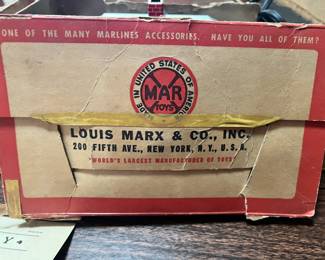 ONE OF THE MANY MARLINES ACCESSORIES. HAVE YOU ALL OF THEM?
MADE IN UNITED STATES OF AMERICA
MAR
TOYS
LOUIS MARX & CO., INC.
200 FIFTH AVE., NEW YORK, N.Y., U.S.A.
"WORLD'S LARGEST MANUFACTURER OF TOYS"